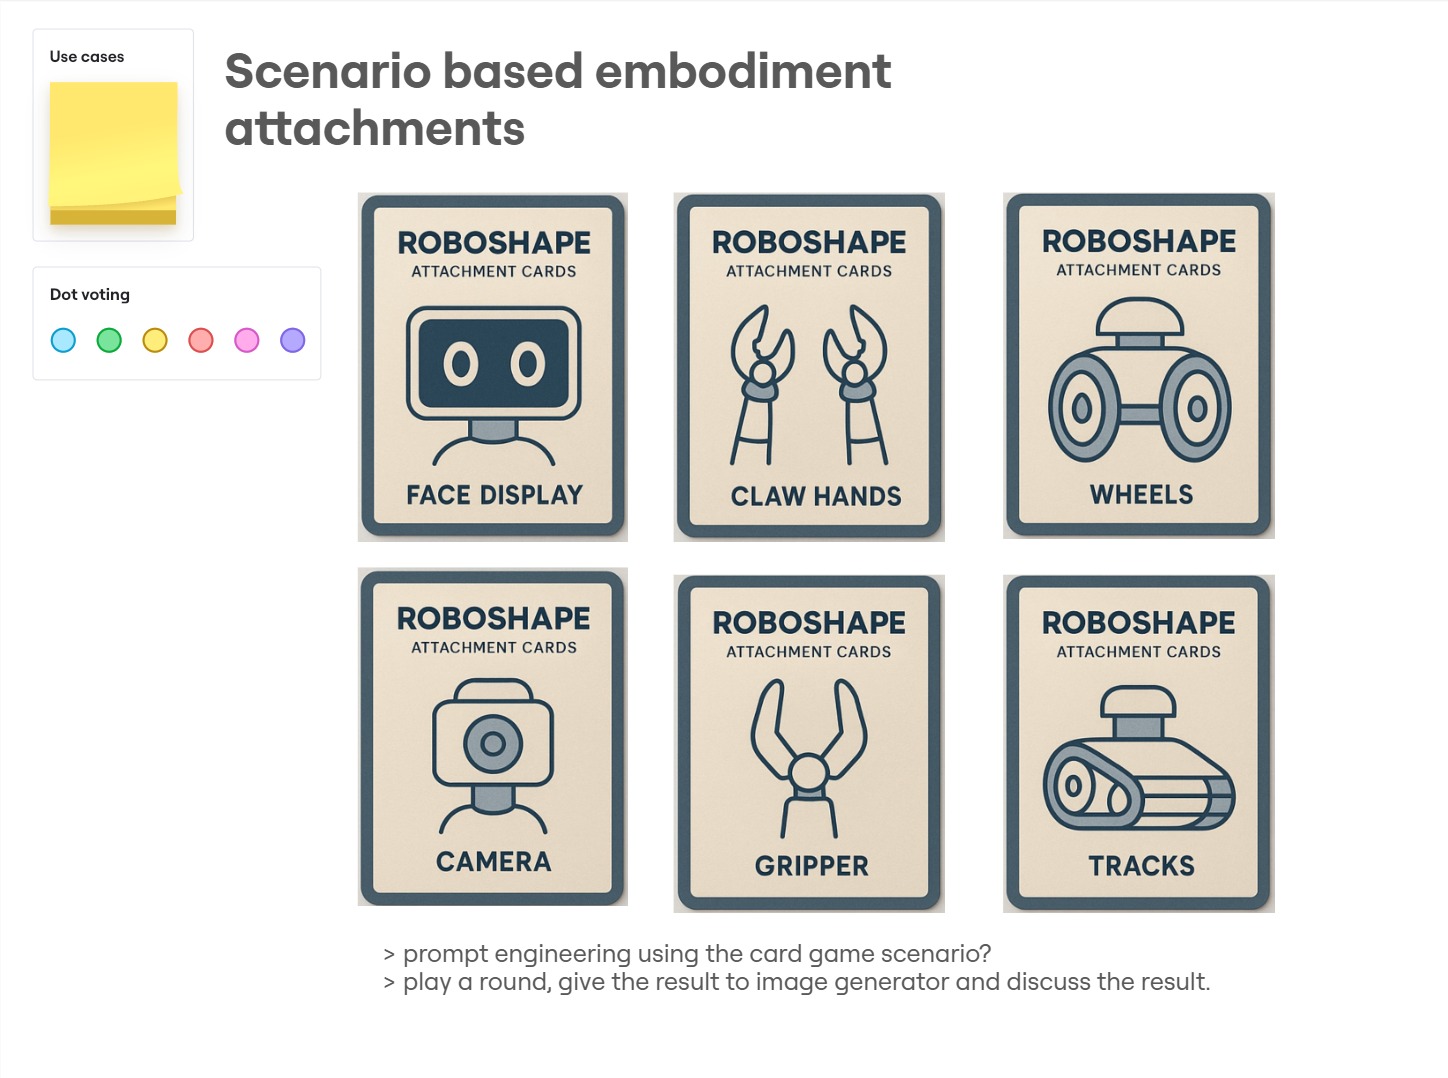 Use cases
Scenario based embodiment
attachments
Dot voting
ROBOSHAPE
ATTACHMENT CARDS
FACE DISPLAY
ROBOSHAPE
ATTACHMENT CARDS
CLAW HANDS
ROBOSHAPE
ATTACHMENT CARDS
WHEELS
ROBOSHAPE
ATTACHMENT CARDS
CAMERA
ROBOSHAPE
ATTACHMENT CARDS
GRIPPER
ROBOSHAPE
ATTACHMENT CARDS
TRACKS
> prompt engineering using the card game scenario?
> play a round, give the result to image generator and discuss the result.